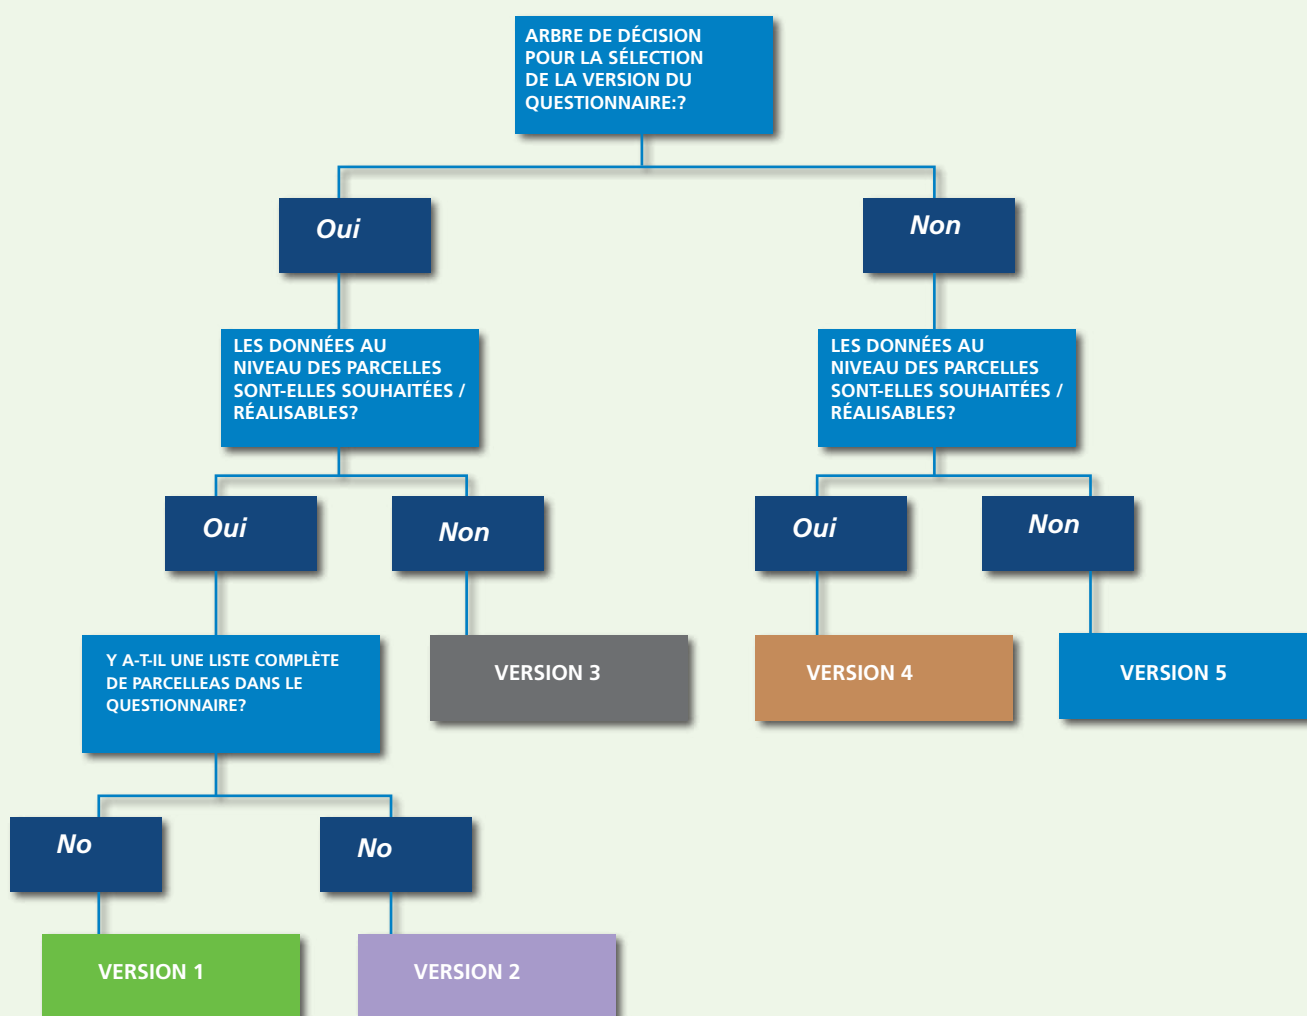 ARBRE DE DÉCISION
POUR LA SÉLECTION
DE LA VERSION DU
QUESTIONNAIRE:?
Oui
Non
LES DONNÉES AU
NIVEAU DES PARCELLES
SONT-ELLES SOUHAITÉES /
RÉALISABLES?
LES DONNÉES AU
NIVEAU DES PARCELLES
SONT-ELLES SOUHAITÉES /
RÉALISABLES?
Oui
Non
Oui
Non
Y A-T-IL UNE LISTE COMPLÈTE
DE PARCELLEAS DANS LE
QUESTIONNAIRE?
VERSION 3
VERSION 4
VERSION 5
No
No
VERSION 1
VERSION 2